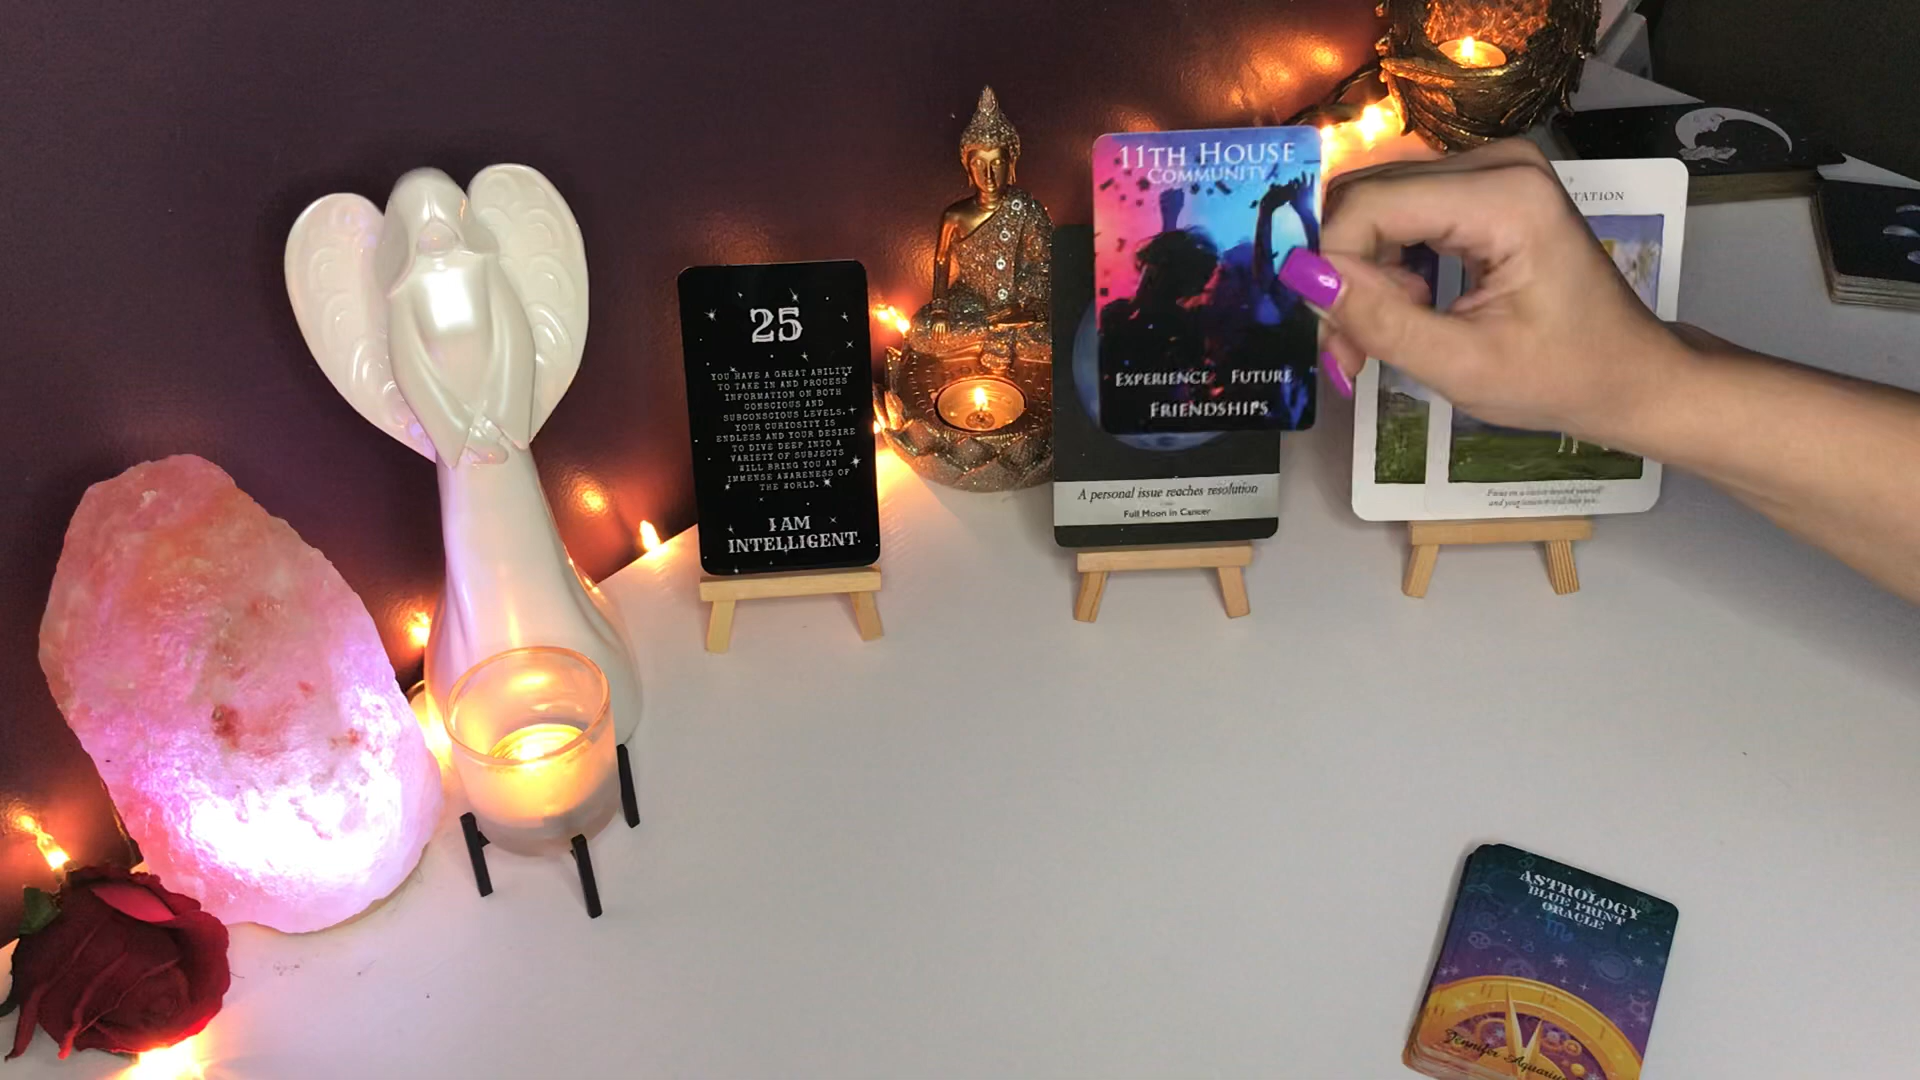 25
YOU HAVE A GREAT ABILITY
TO TAKE IN AND PROCESS
INFORMATION ON BOTH
CONSCIOUS AND
SUBCONSCIOUS LEVELS.
YOUR CURIOSITY IS
ENDLESS AND YOUR DESIRE
TO DIVE DEEP INTO A
VARIETY OF SUBJECTS
WILL BRING YOU AN
IMMENSE AWARENESS OF
THE WORLD.
I AM
INTELLIGENT.
11TH HOUSE
COMMUNITY
EXPERIENCE FUTURE
FRIENDSHIPS
A personal issue reaches resolution
Full Moon in Cancer
TATION
ASTROLOGY
BLUE PRINT
ORACLE
Jennifer Aquarius